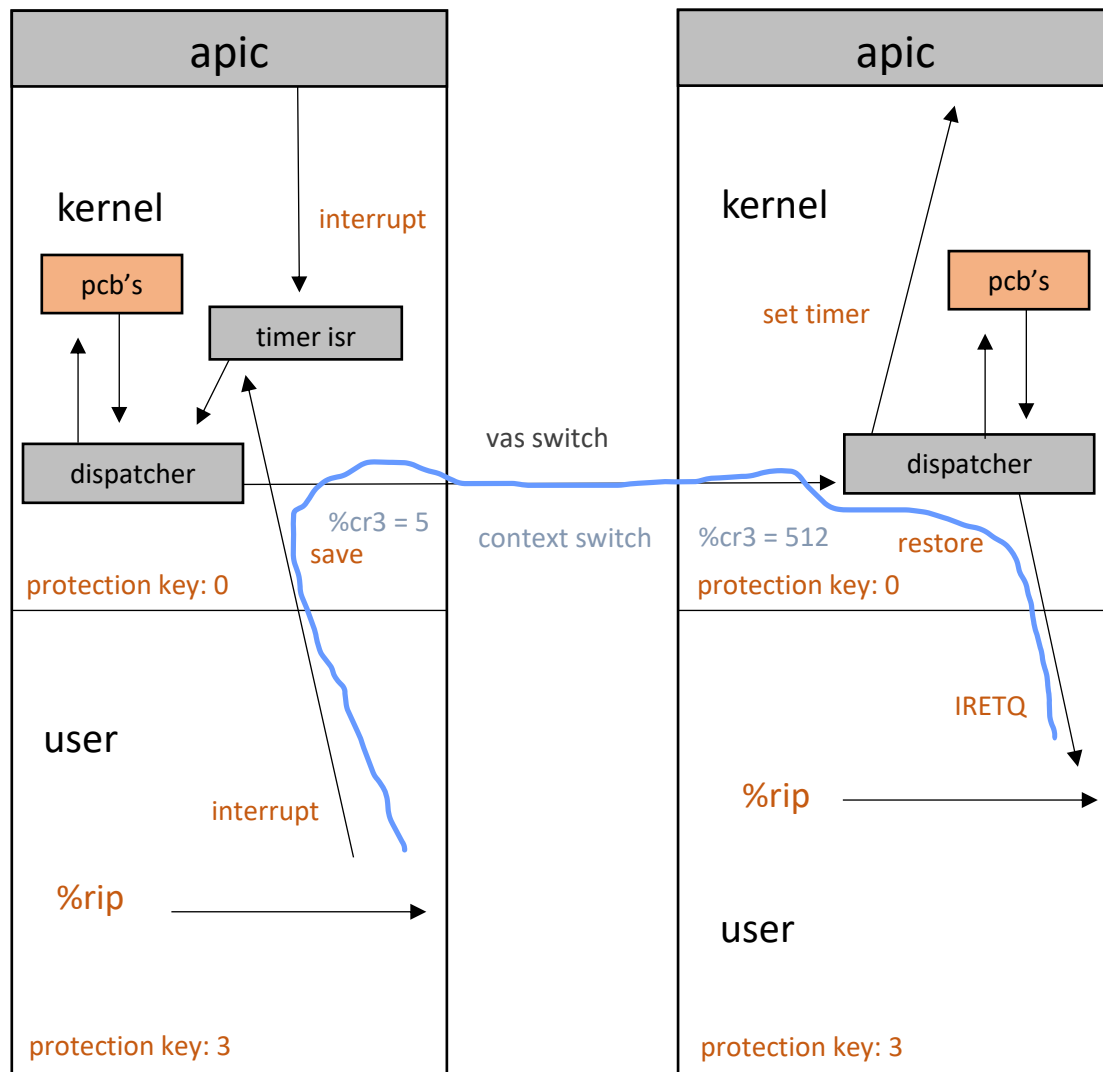 apic
kernel
interrupt
pcb's
timer isr
dispatcher
%cr3 = 5
save
protection key: 0
user
interrupt
%rip
protection key: 3
vas switch
context switch
apic
kernel
pcb's
set timer
dispatcher
%cr3 = 512
restore
protection key: 0
IRETQ
%rip
user
protection key: 3